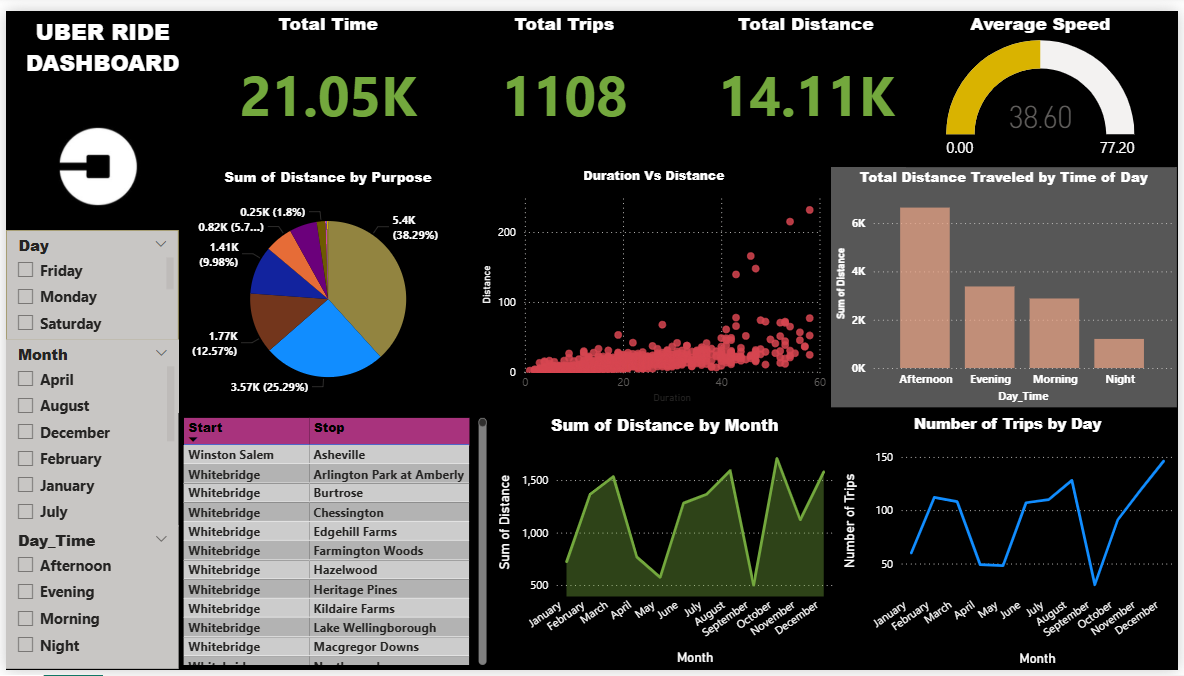 UBER RIDE
DASHBOARD
Total Time
21.05K
Total Trips
1108
Total Distance
14.11K
Average Speed
38.60
0.00
77.20
Day
Friday
Monday
Saturday
Month
April
August
December
February
January
July
Day_Time
Afternoon
Evening
Morning
Night
Sum of Distance by Purpose
0.25K (1.8%)
0.82K (5.7...)
1.41K
(9.98%)
1.77K
(12.57%)
3.57K (25.29%)
5.4K
(38.29%)
Duration Vs Distance
Distance
200
100
0
0
20
40
60
Duration
Total Distance Traveled by Time of Day
Sum of Distance
6K
4K
2K
0K
Afternoon
Evening
Morning
Night
Day_Time
Start Stop
Winston Salem Asheville
Whitebridge Arlington Park at Amberly
Whitebridge Burtrose
Whitebridge Chessington
Whitebridge Edgehill Farms
Whitebridge Farmington Woods
Whitebridge Hazelwood
Whitebridge Heritage Pines
Whitebridge Kildaire Farms
Whitebridge Lake Wellingborough
Whitebridge Macgregor Downs
Sum of Distance by Month
Sum of Distance
1,500
1,000
500
January
February
March
April
May
June
July
August
September
October
November
December
Month
Number of Trips by Day
Number of Trips
150
100
50
January
February
March
April
May
June
July
August
September
October
November
December
Month